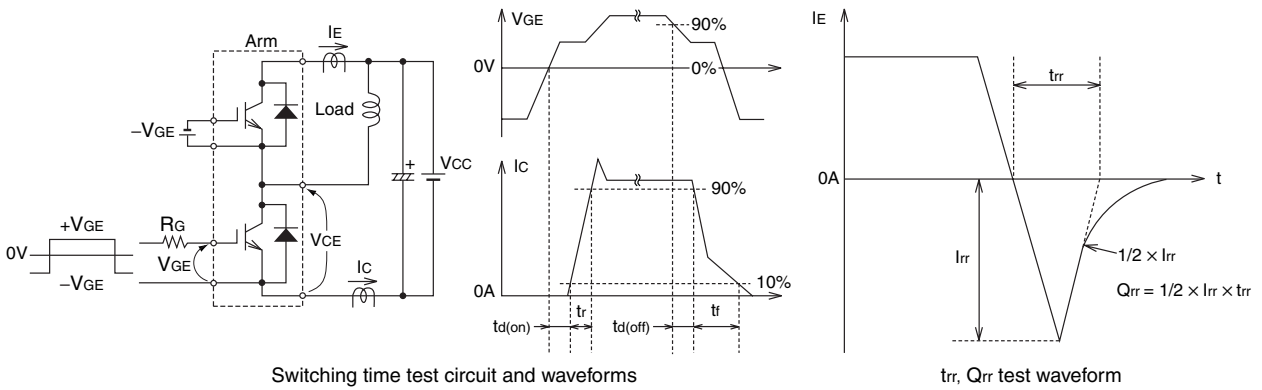 Arm
IE
Load
−VGE
+
VCC
+VGE
0V
−VGE
RG
VGE
VCE
IC
VGE
90%
0V
0%
IC
90%
0A
10%
td(on)
tr
td(off)
tf
Switching time test circuit and waveforms
IE
trr
0A
t
Irr
1/2 × Irr
Qrr = 1/2 × Irr × trr
trr, Qrr test waveform